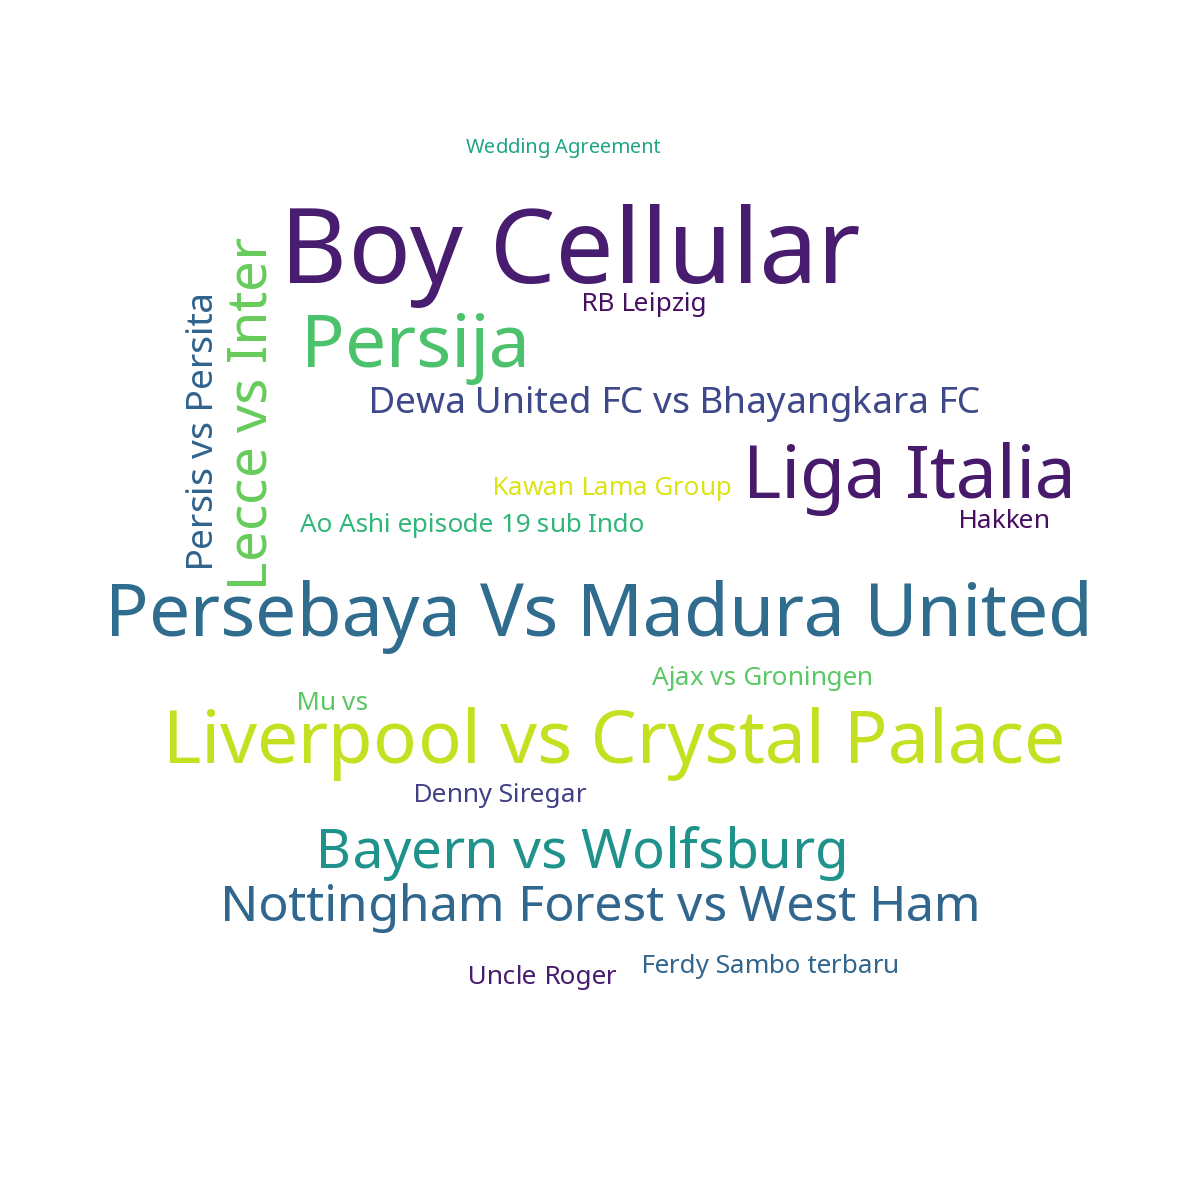 Wedding Agreement
Boy Cellular
RB Leipzig
Persija
Persis vs Persita
Lecce vs Inter
Dewa United FC vs Bhayangkara FC
Liga Italia
Kawan Lama Group
Hakken
Ao Ashi episode 19 sub Indo
Persebaya Vs Madura United
Ajax vs Groningen
Mu vs
Liverpool vs Crystal Palace
Denny Siregar
Bayern vs Wolfsburg
Nottingham Forest vs West Ham
Ferdy Sambo terbaru
Uncle Roger